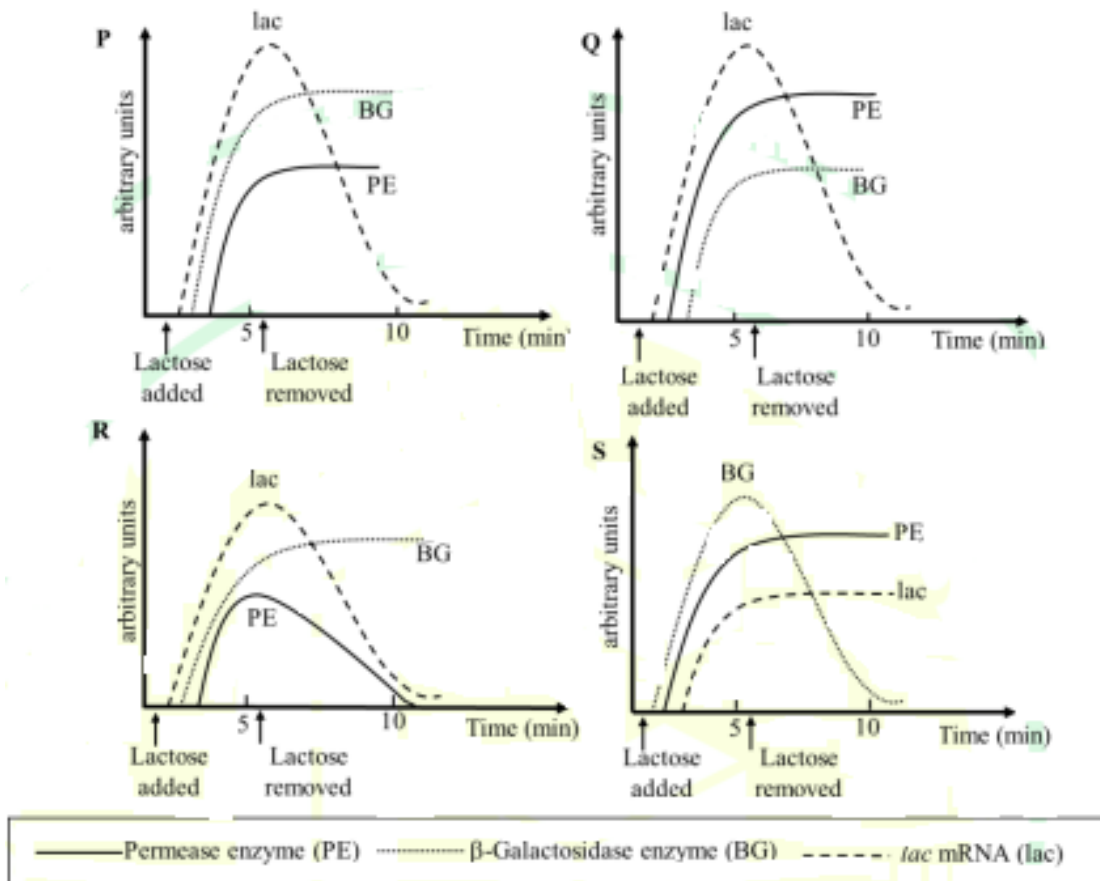 P
lac
BG
PE
arbitrary units
5
10
Time (min)
Lactose added
Lactose removed
Q
lac
PE
BG
arbitrary units
5
10
Time (min)
Lactose added
Lactose removed
R
lac
BG
PE
arbitrary units
5
10
Time (min)
Lactose added
Lactose removed
S
BG
PE
lac
arbitrary units
5
10
Time (min)
Lactose added
Lactose removed
Permease enzyme (PE) β-Galactosidase enzyme (BG) lac mRNA (lac)